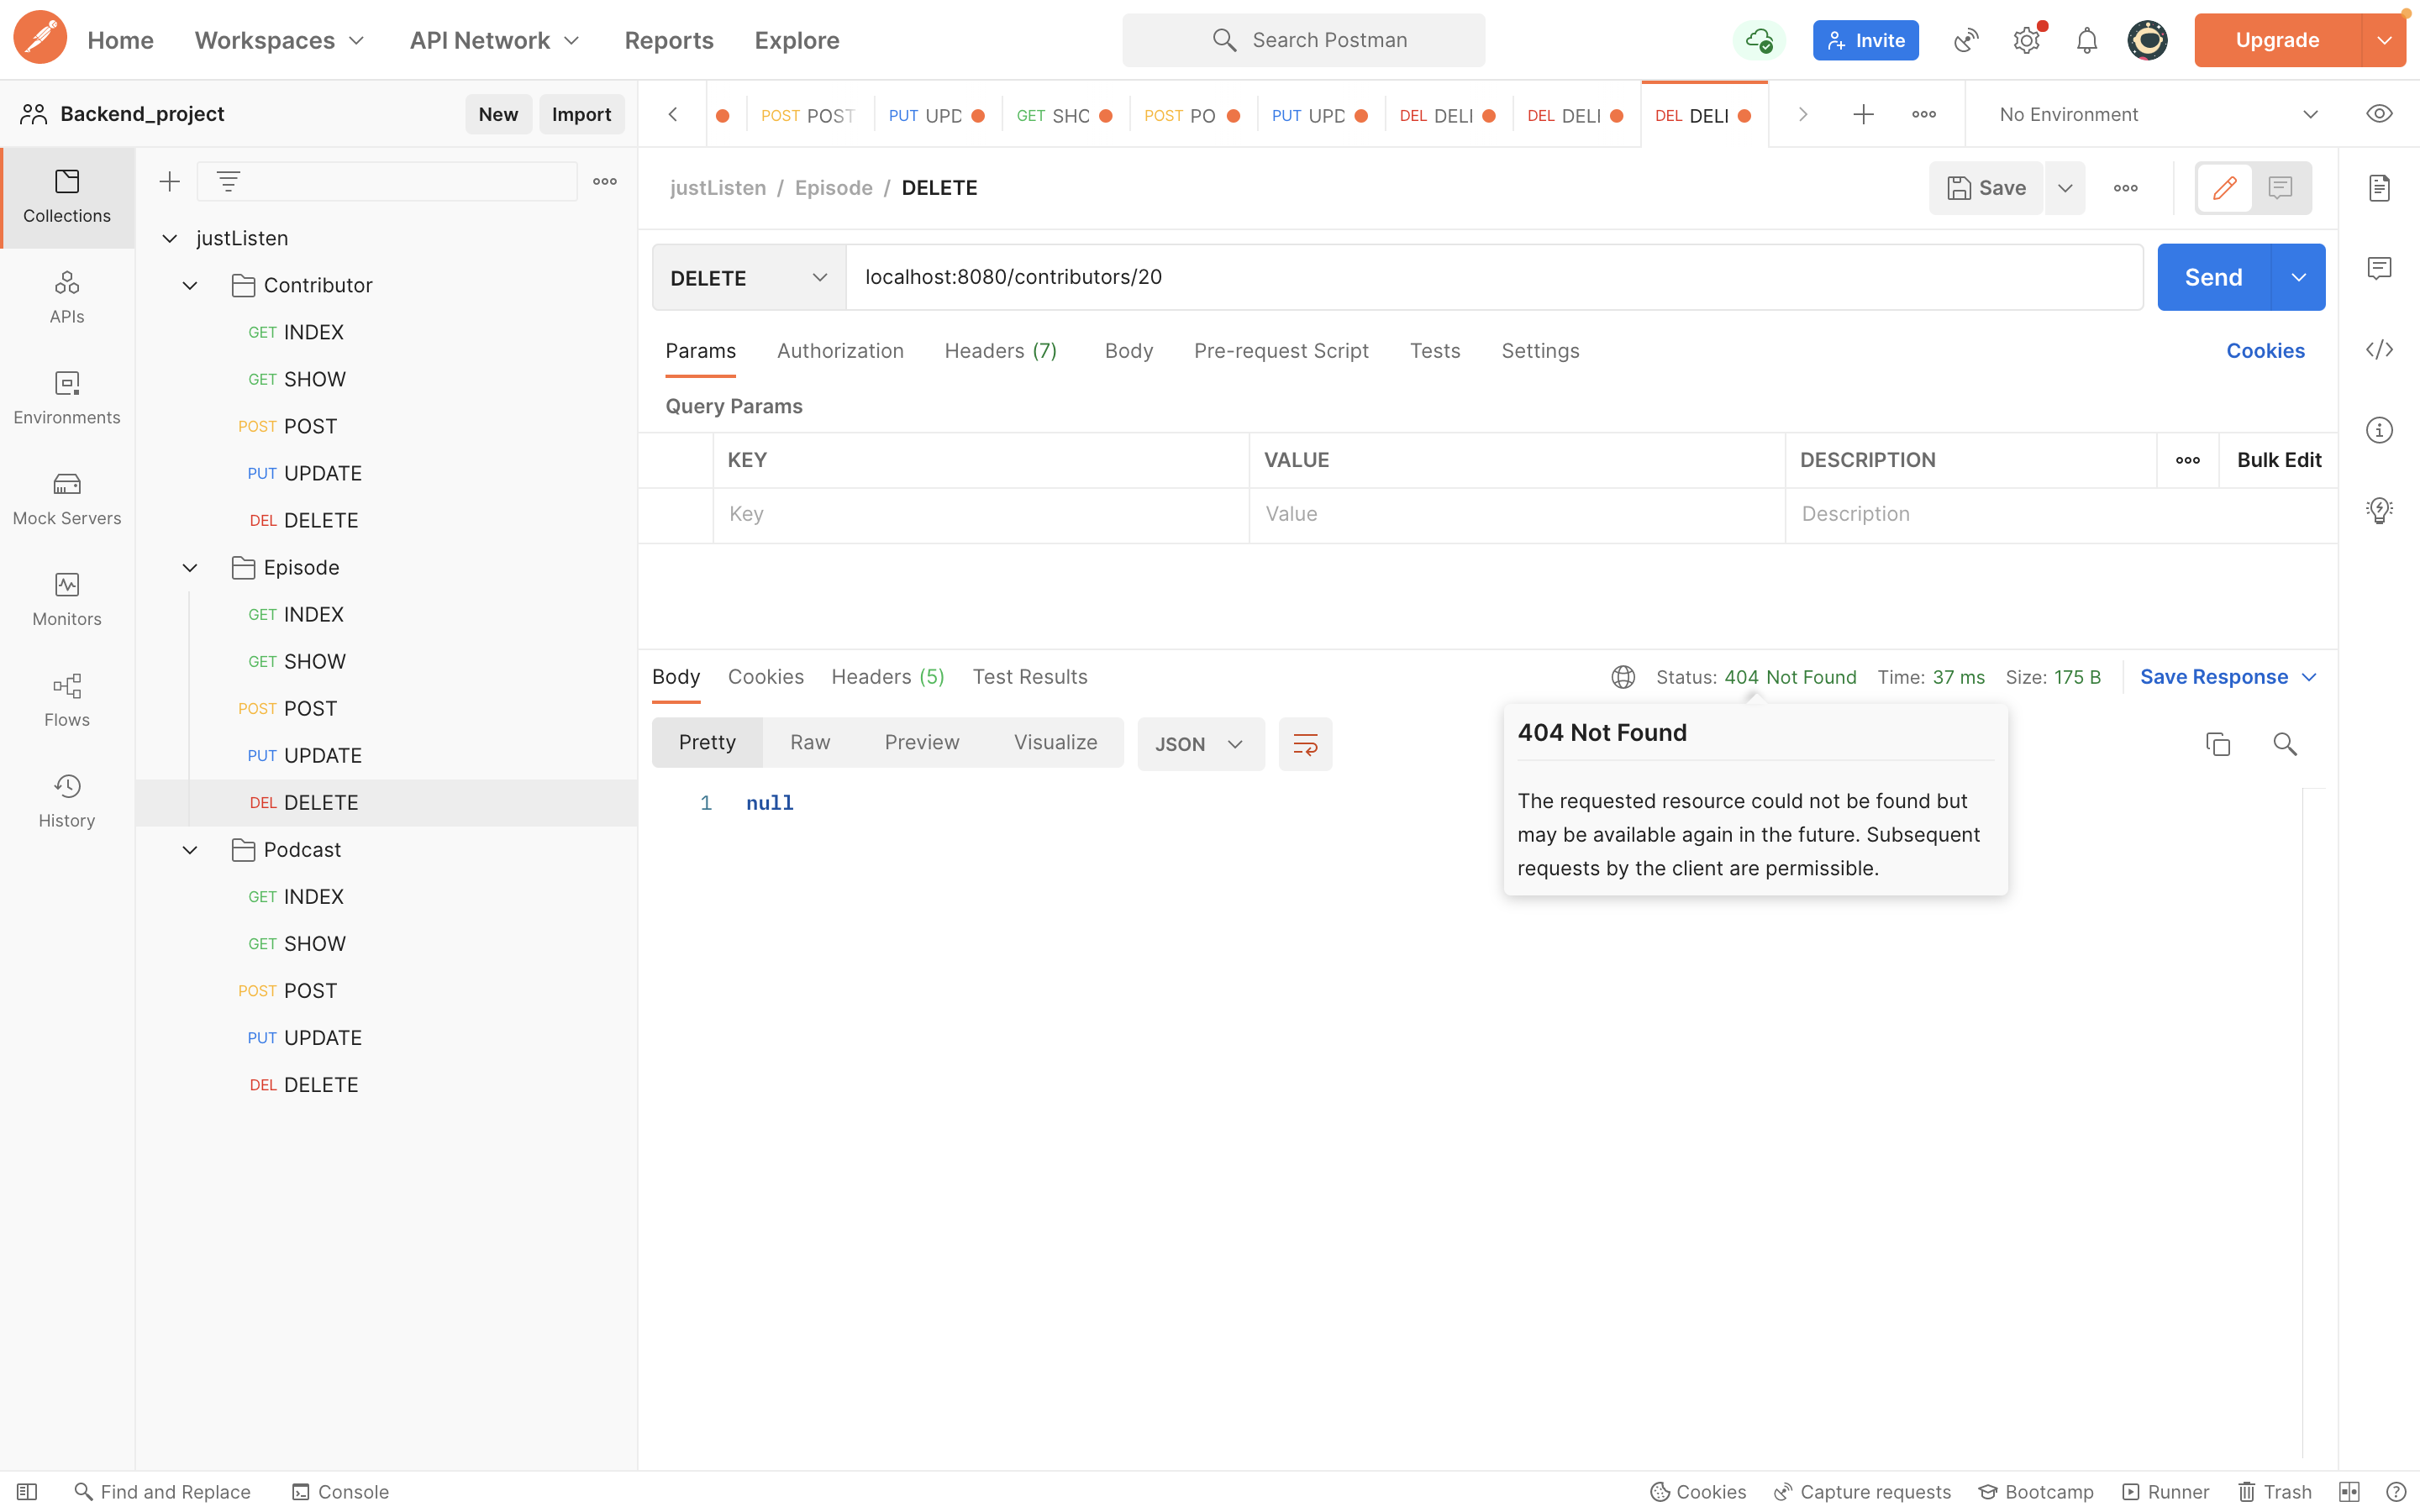 Home Workspaces API Network Reports Explore Search Postman Invite Upgrade
Backend_project New Import
POST POST PUT UPD GET SHC POST PO PUT UPD DEL DELI DEL DELI DEL DELI No Environment
Collections
APIs
Environments
Mock Servers
Monitors
Flows
History
justListen
Contributor
GET INDEX
GET SHOW
POST POST
PUT UPDATE
DEL DELETE
Episode
GET INDEX
GET SHOW
POST POST
PUT UPDATE
DEL DELETE
Podcast
GET INDEX
GET SHOW
POST POST
PUT UPDATE
DEL DELETE
justListen / Episode / DELETE Save
DELETE localhost:8080/contributors/20 Send
Params Authorization Headers (7) Body Pre-request Script Tests Settings Cookies
Query Params
KEY VALUE DESCRIPTION Bulk Edit
Key Value Description
Body Cookies Headers (5) Test Results Status: 404 Not Found Time: 37 ms Size: 175 B Save Response
Pretty Raw Preview Visualize JSON
1 null
404 Not Found
The requested resource could not be found but
may be available again in the future. Subsequent
requests by the client are permissible.
Find and Replace Console Cookies Capture requests Bootcamp Runner Trash